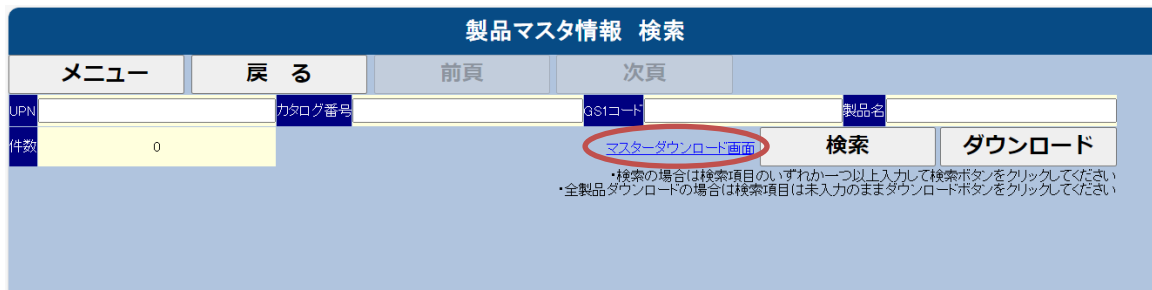 製品マスタ情報 検索
メニュー 戻 る 前頁 次頁
UPN カタログ番号 GS1コード 製品名
件数 0 マスターダウンロード画面 検索 ダウンロード
・検索の場合は検索項目のいずれか一つ以上入力して検索ボタンをクリックしてください
・全製品ダウンロードの場合は検索項目は未入力のままダウンロードボタンをクリックしてください